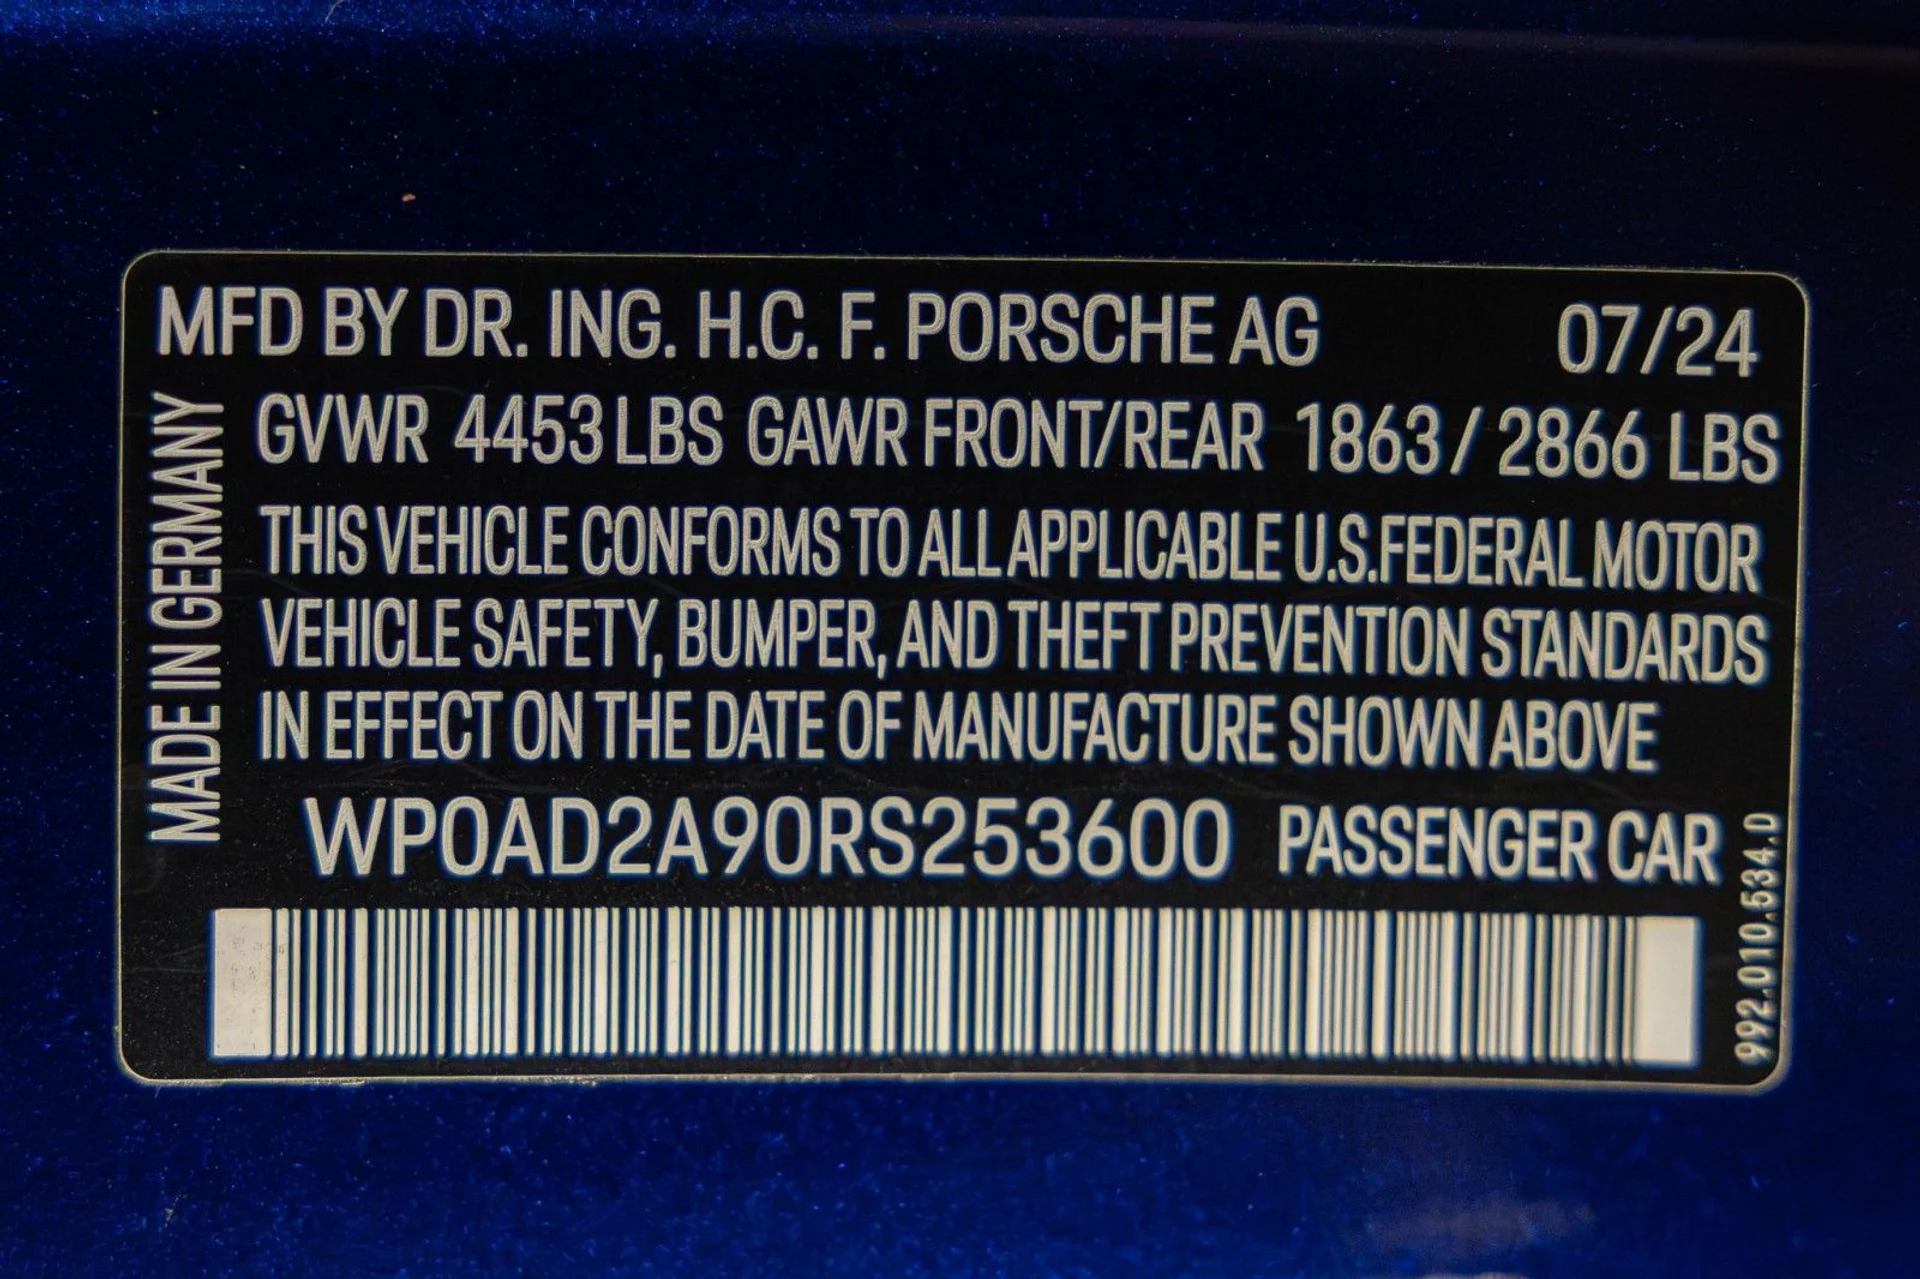 MFD BY DR. ING. H.C. F. PORSCHE AG 07/24
GVWR 4453 LBS GAWR FRONT/REAR 1863 / 2866 LBS
THIS VEHICLE CONFORMS TO ALL APPLICABLE U.S.FEDERAL MOTOR
VEHICLE SAFETY, BUMPER, AND THEFT PREVENTION STANDARDS
IN EFFECT ON THE DATE OF MANUFACTURE SHOWN ABOVE
WP0AD2A90RS253600 PASSENGER CAR
MADE IN GERMANY
992.010.534.D